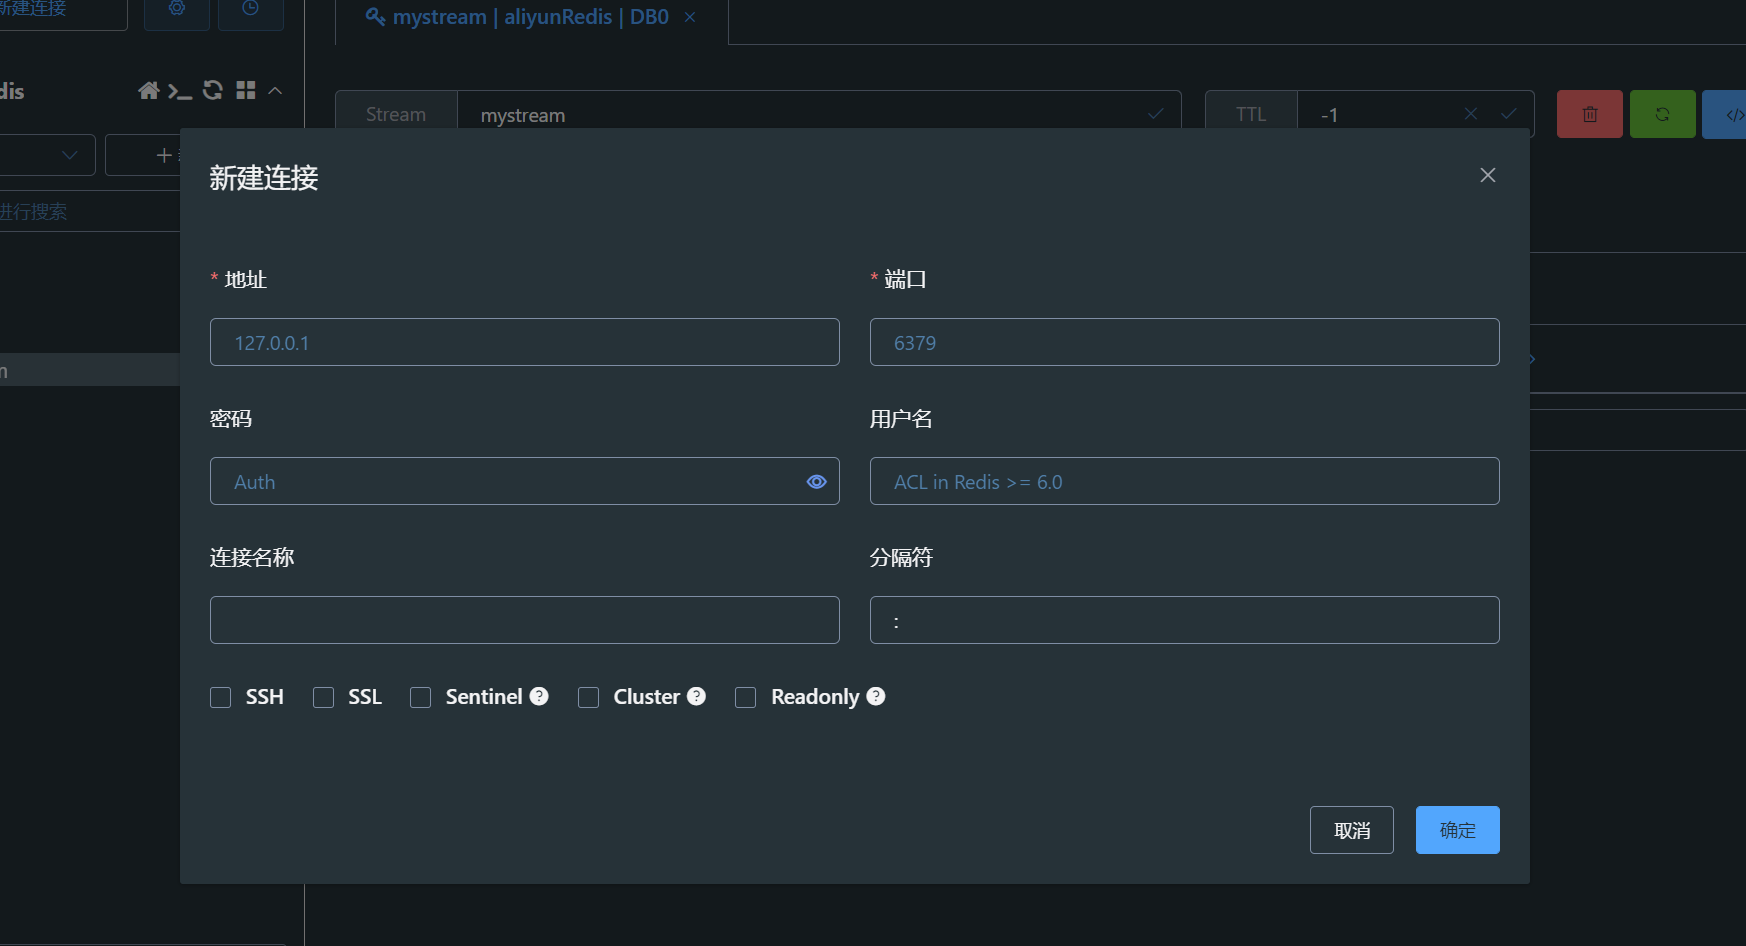 新建连接
mystream | aliyunRedis | DB0
dis
Stream
mystream
TTL
-1
进行搜索
新建连接
* 地址
* 端口
127.0.0.1
6379
密码
用户名
Auth
ACL in Redis >= 6.0
连接名称
分隔符
:
SSH
SSL
Sentinel
Cluster
Readonly
取消
确定